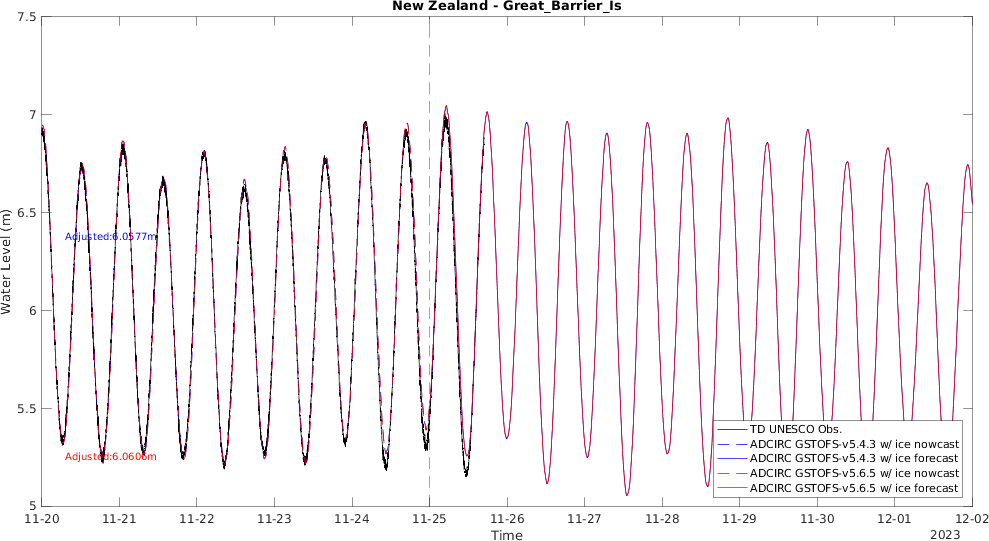 New Zealand - Great_Barrier_Is
7.5
7
6.5
6
5.5
5
Water Level (m)
Adjusted:6.0577m
Adjusted:6.0606m
TD UNESCO Obs.
ADCIRC GSTOFS-v5.4.3 w/ ice nowcast
ADCIRC GSTOFS-v5.4.3 w/ ice forecast
ADCIRC GSTOFS-v5.6.5 w/ ice nowcast
ADCIRC GSTOFS-v5.6.5 w/ ice forecast
11-20 11-21 11-22 11-23 11-24 11-25 11-26 11-27 11-28 11-29 11-30 12-01 12-02
Time
2023